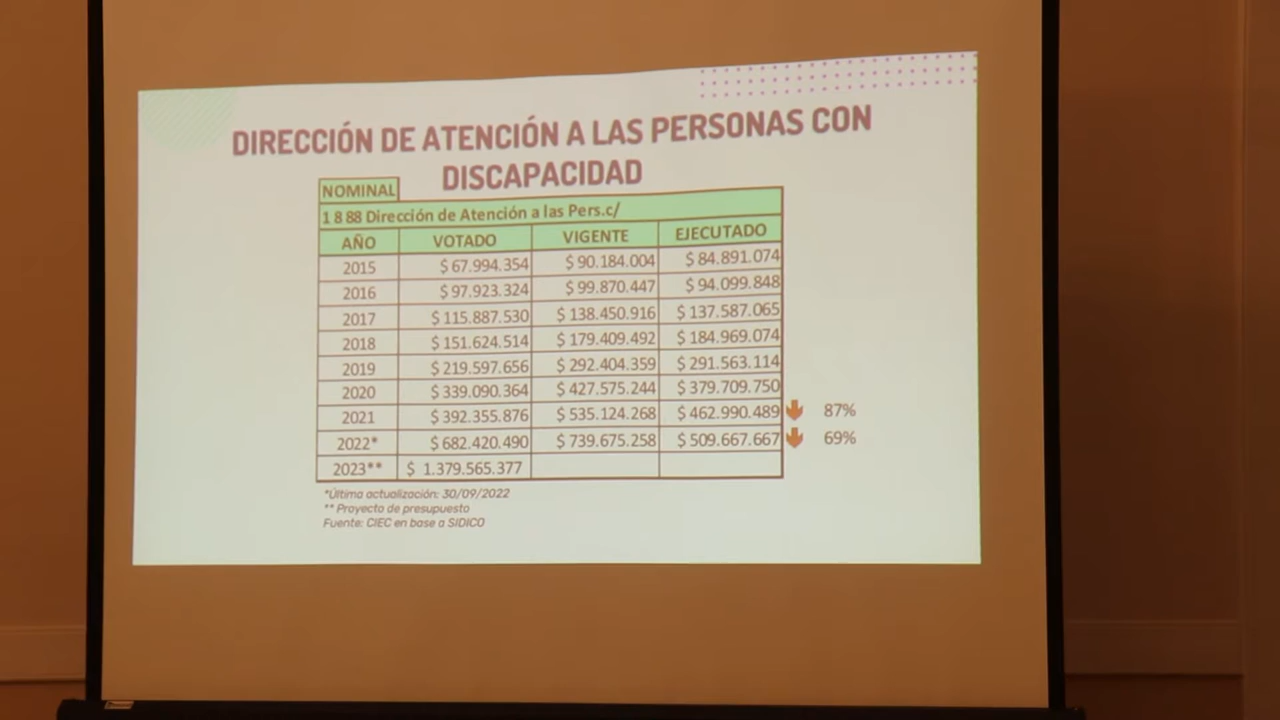 DIRECCIÓN DE ATENCIÓN A LAS PERSONAS CON
DISCAPACIDAD
NOMINAL
1 8 88 Dirección de Atención a las Pers.c/
AÑO VOTADO VIGENTE EJECUTADO
2015 $ 67.994.354 $ 90.184.004 $ 84.891.074
2016 $ 97.923.324 $ 99.870.447 $ 94.099.848
2017 $ 115.887.530 $ 138.450.916 $ 137.587.065
2018 $ 151.624.514 $ 179.409.492 $ 184.969.074
2019 $ 219.597.656 $ 292.404.359 $ 291.563.114
2020 $ 339.090.364 $ 427.575.244 $ 379.709.750
2021 $ 392.355.876 $ 535.124.268 $ 462.990.489 87%
2022* $ 682.420.490 $ 739.675.258 $ 509.667.667 69%
2023** $ 1.379.565.377
*Última actualización: 30/09/2022
** Proyecto de presupuesto
Fuente: CIEC en base a SIDICO